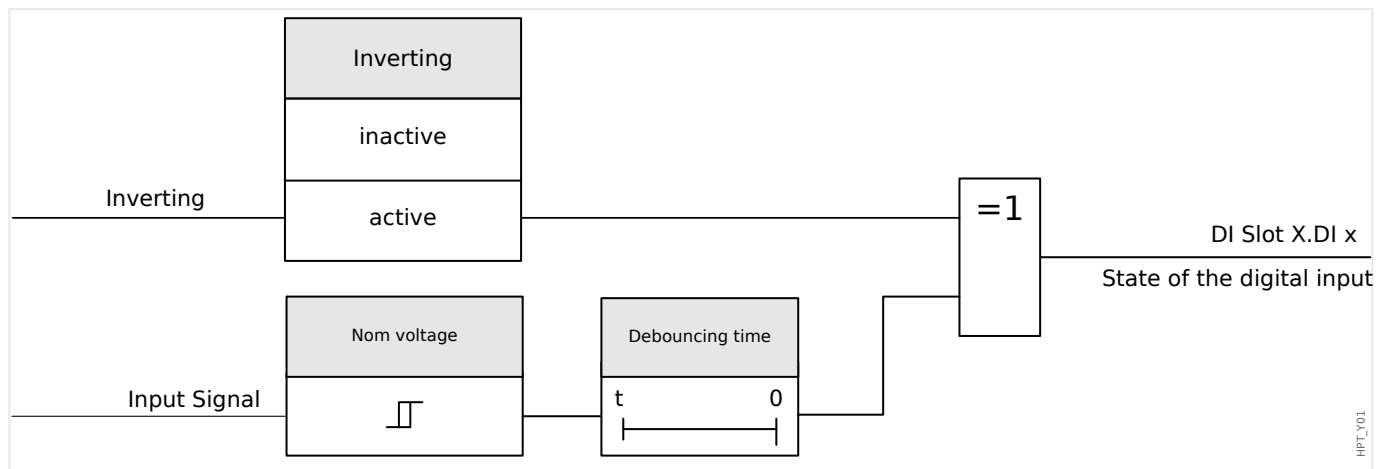 Inverting
inactive
Inverting
active
=1
DI Slot X.DI x
State of the digital input
Nom voltage
Debouncing time
Input Signal
t 0
HPT_Y01